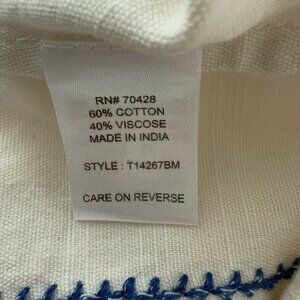 RN# 70428
60% COTTON
40% VISCOSE
MADE IN INDIA
STYLE : T14267BM
CARE ON REVERSE